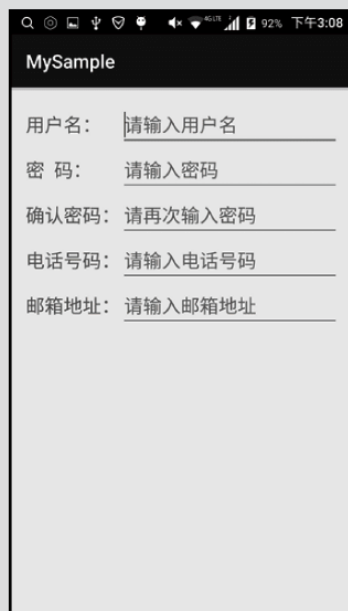 4G LTE 92% 下午3:08
MySample
用户名： 请输入用户名
密 码： 请输入密码
确认密码： 请再次输入密码
电话号码： 请输入电话号码
邮箱地址： 请输入邮箱地址